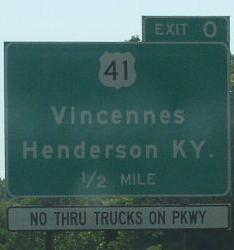 EXIT 0
41
Vincennes
Henderson KY.
1/2 MILE
NO THRU TRUCKS ON PKWY